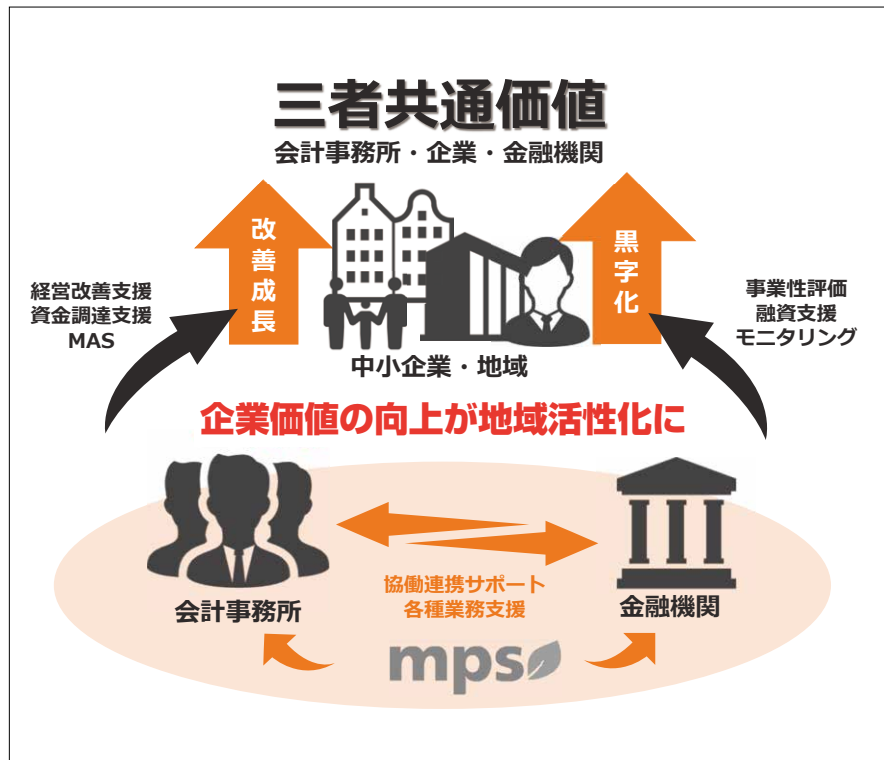 三者共通価値
会計事務所・企業・金融機関
改善成長
黒字化
経営改善支援
資金調達支援
MAS
事業性評価
融資支援
モニタリング
中小企業・地域
企業価値の向上が地域活性化に
会計事務所
金融機関
協働連携サポート
各種業務支援
mps